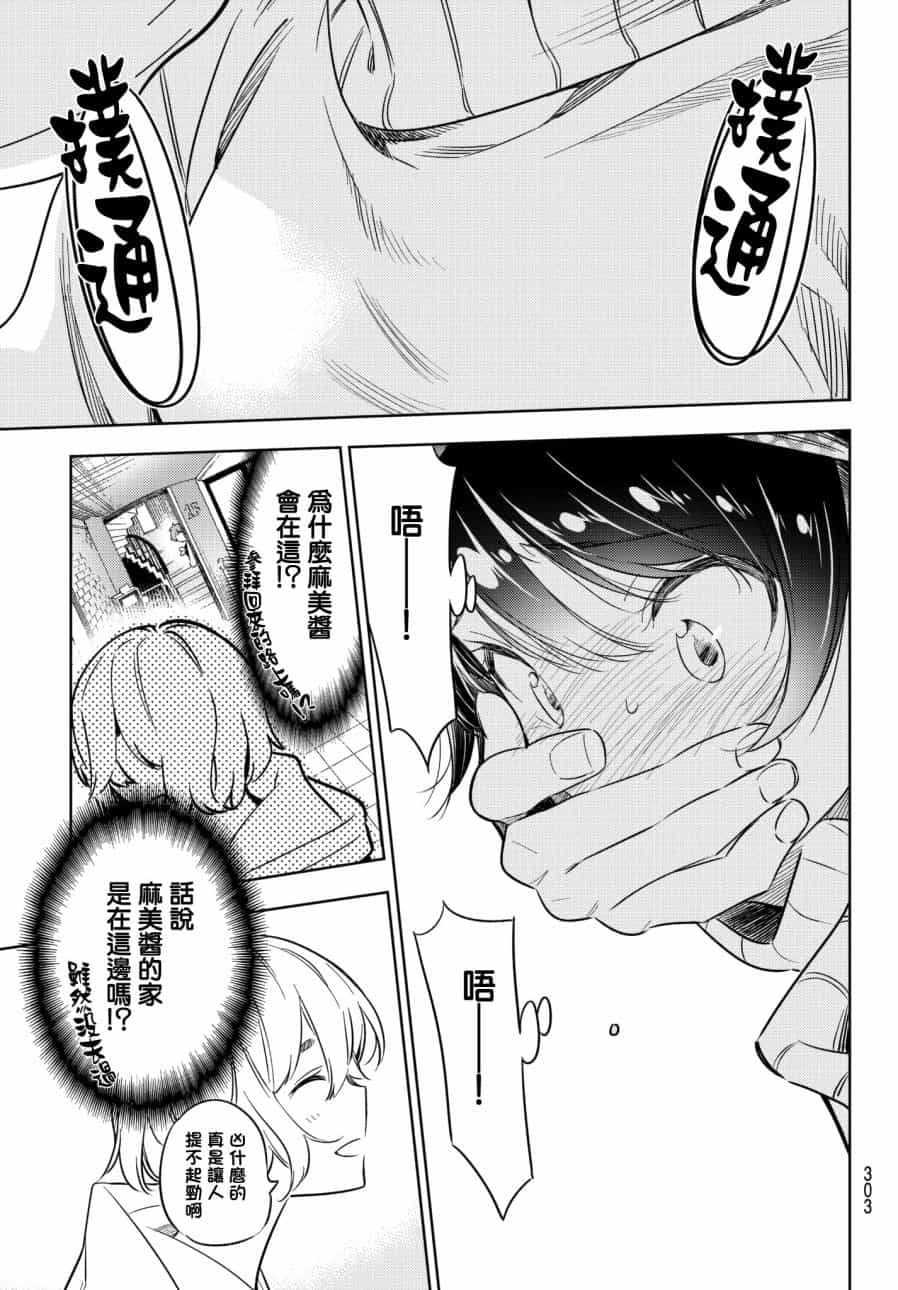 撲通
撲通
唔——！
唔——！
為什麼麻美醬
會在這!?
參拜回來的路上嗎!?
話說
麻美醬的家
是在這邊嗎!?
雖然沒去過
凶什麼的
真是讓人
提不起勁啊
303